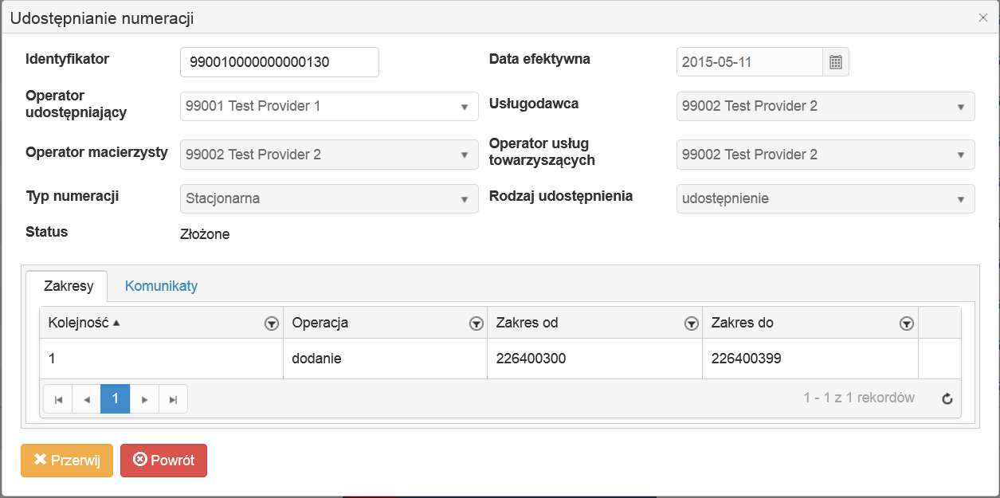 Udostępnianie numeracji
Identyfikator
990010000000000130
Data efektywna
2015-05-11
Operator
udostępniający
99001 Test Provider 1
Usługodawca
99002 Test Provider 2
Operator macierzysty
99002 Test Provider 2
Operator usług
towarzyszących
99002 Test Provider 2
Typ numeracji
Stacjonarna
Rodzaj udostępnienia
udostępnienie
Status
Złożone
Zakresy
Komunikaty
Kolejność
Operacja
Zakres od
Zakres do
1
dodanie
226400300
226400399
1
1 - 1 z 1 rekordów
Przerwij
Powrót